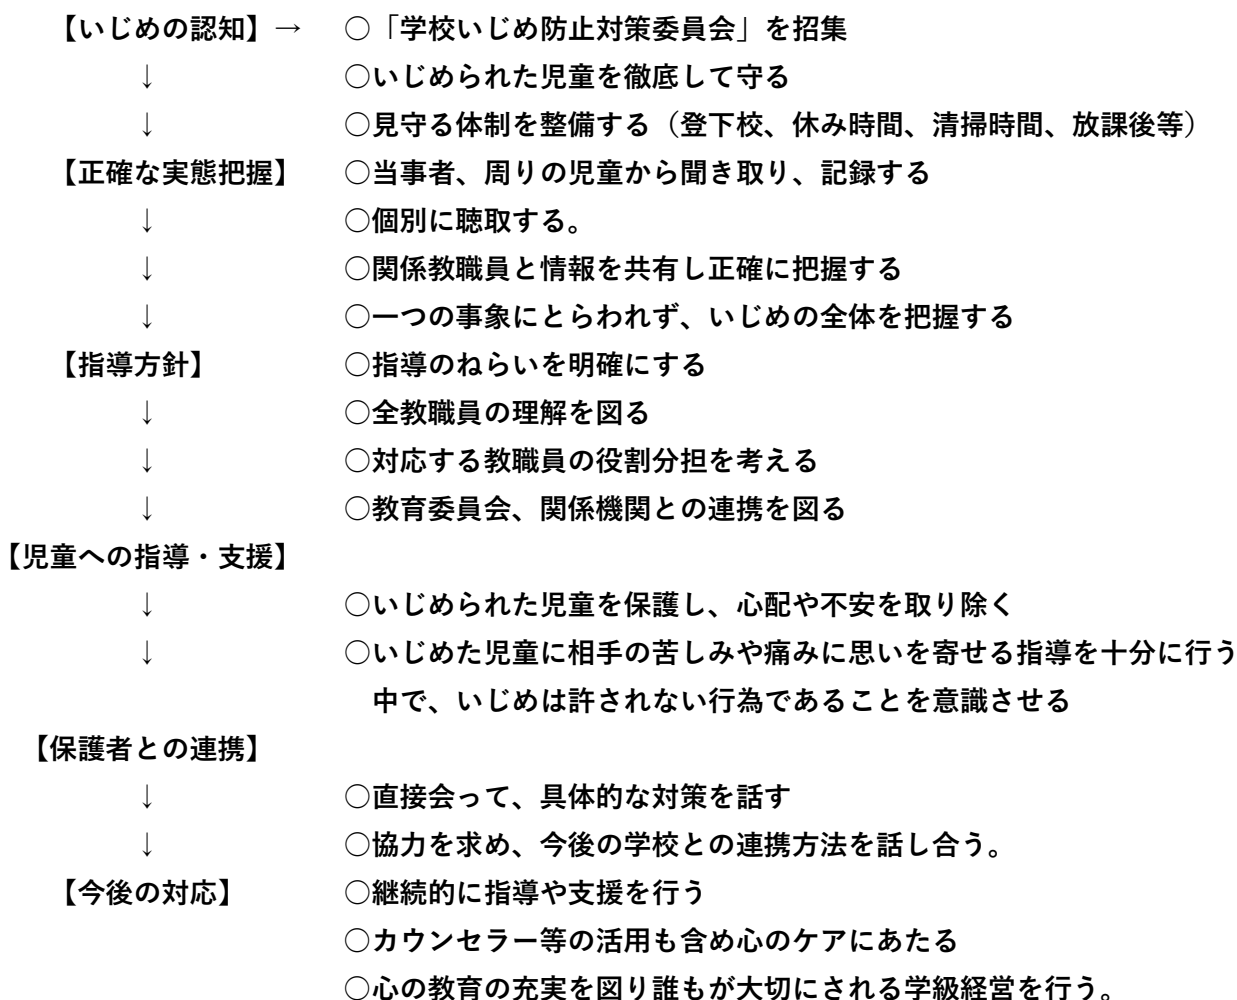 【いじめの認知】→　○「学校いじめ防止対策委員会」を招集
↓　○いじめられた児童を徹底して守る
↓　○見守る体制を整備する（登下校、休み時間、清掃時間、放課後等）
【正確な実態把握】　○当事者、周りの児童から聞き取り、記録する
↓　○個別に聴取する。
↓　○関係教職員と情報を共有し正確に把握する
↓　○一つの事象にとらわれず、いじめの全体を把握する
【指導方針】　○指導のねらいを明確にする
↓　○全教職員の理解を図る
↓　○対応する教職員の役割分担を考える
↓　○教育委員会、関係機関との連携を図る
【児童への指導・支援】
↓　○いじめられた児童を保護し、心配や不安を取り除く
↓　○いじめた児童に相手の苦しみや痛みに思いを寄せる指導を十分に行う
中で、いじめは許されない行為であることを意識させる
【保護者との連携】
↓　○直接会って、具体的な対策を話す
↓　○協力を求め、今後の学校との連携方法を話し合う。
【今後の対応】　○継続的に指導や支援を行う
○カウンセラー等の活用も含め心のケアにあたる
○心の教育の充実を図り誰もが大切にされる学級経営を行う。